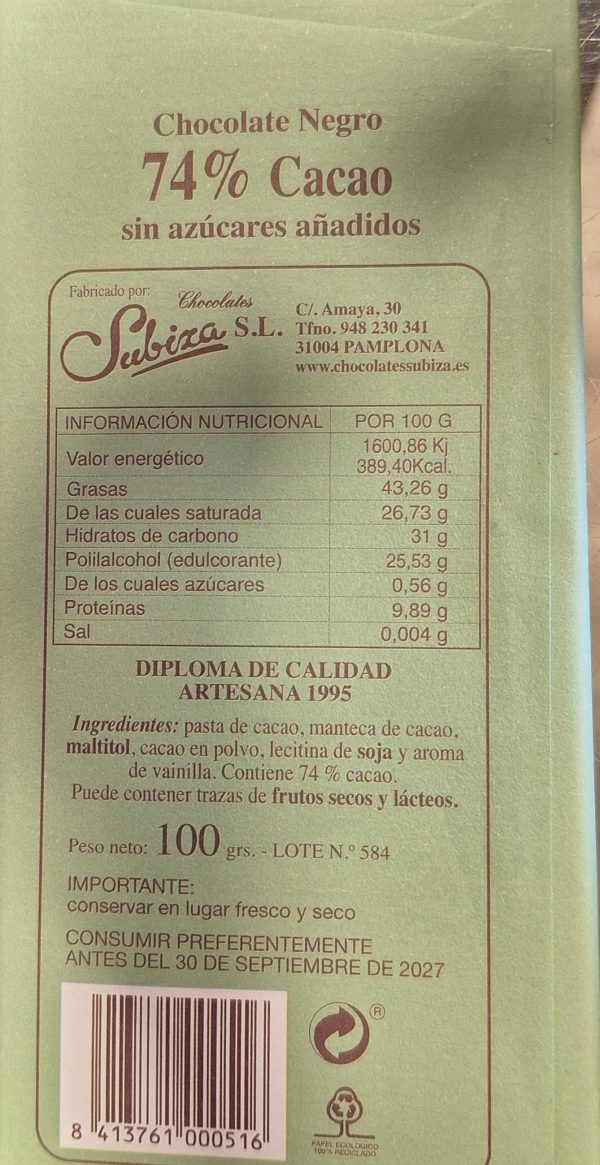 Chocolate Negro
74% Cacao
sin azúcares añadidos
Fabricado por:
Chocolates
Subiza S.L.
C/. Amaya, 30
Tfno. 948 230 341
31004 PAMPLONA
www.chocolatessubiza.es
INFORMACIÓN NUTRICIONAL POR 100 G
Valor energético 1600,86 Kj
389,40Kcal.
Grasas 43,26 g
De las cuales saturada 26,73 g
Hidratos de carbono 31 g
Polilalcohol (edulcorante) 25,53 g
De los cuales azúcares 0,56 g
Proteínas 9,89 g
Sal 0,004 g
DIPLOMA DE CALIDAD
ARTESANA 1995
Ingredientes: pasta de cacao, manteca de cacao,
maltitol, cacao en polvo, lecitina de soja y aroma
de vainilla. Contiene 74 % cacao.
Puede contener trazas de frutos secos y lácteos.
Peso neto: 100 grs. - LOTE N.º 584
IMPORTANTE:
conservar en lugar fresco y seco
CONSUMIR PREFERENTEMENTE
ANTES DEL 30 DE SEPTIEMBRE DE 2027
®
8 413761 000516
PAPEL ECOLOGICO
100% RECICLADO